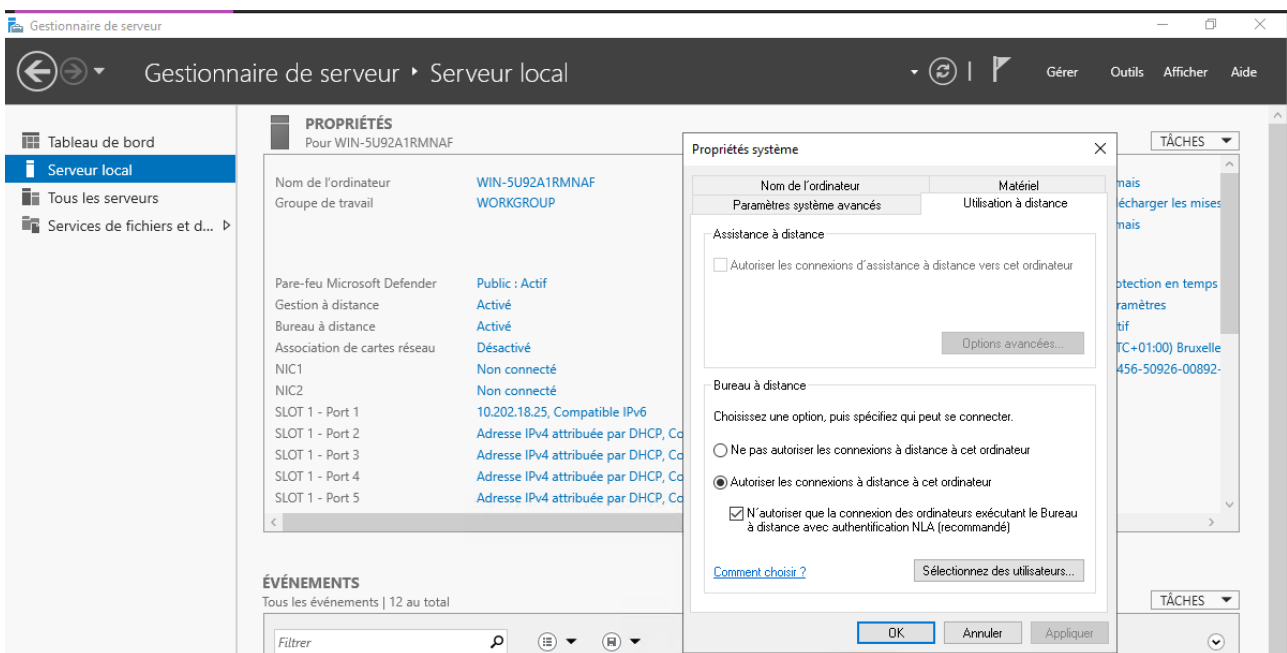 Gestionnaire de serveur
Gestionnaire de serveur ‣ Serveur local
Gérer Outils Afficher Aide
Tableau de bord
Serveur local
Tous les serveurs
Services de fichiers et d...
PROPRIÉTÉS
Pour WIN-5U92A1RMNAF
TÂCHES
Nom de l'ordinateur WIN-5U92A1RMNAF
Groupe de travail WORKGROUP
Pare-feu Microsoft Defender Public : Actif
Gestion à distance Activé
Bureau à distance Activé
Association de cartes réseau Désactivé
NIC1 Non connecté
NIC2 Non connecté
SLOT 1 - Port 1 10.202.18.25, Compatible IPv6
SLOT 1 - Port 2 Adresse IPv4 attribuée par DHCP, Co
SLOT 1 - Port 3 Adresse IPv4 attribuée par DHCP, Co
SLOT 1 - Port 4 Adresse IPv4 attribuée par DHCP, Co
SLOT 1 - Port 5 Adresse IPv4 attribuée par DHCP, Co
mais
lécharger les mises
mais
otection en temps
ramètres
tif
TC+01:00) Bruxelle
456-50926-00892-
Propriétés système
Nom de l'ordinateur Matériel
Paramètres système avancés Utilisation à distance
Assistance à distance
Autoriser les connexions d'assistance à distance vers cet ordinateur
Options avancées...
Bureau à distance
Choisissez une option, puis spécifiez qui peut se connecter.
Ne pas autoriser les connexions à distance à cet ordinateur
Autoriser les connexions à distance à cet ordinateur
N'autoriser que la connexion des ordinateurs exécutant le Bureau
à distance avec authentification NLA (recommandé)
Comment choisir ? Sélectionnez des utilisateurs...
OK Annuler Appliquer
ÉVÉNEMENTS
Tous les événements | 12 au total
TÂCHES
Filtrer